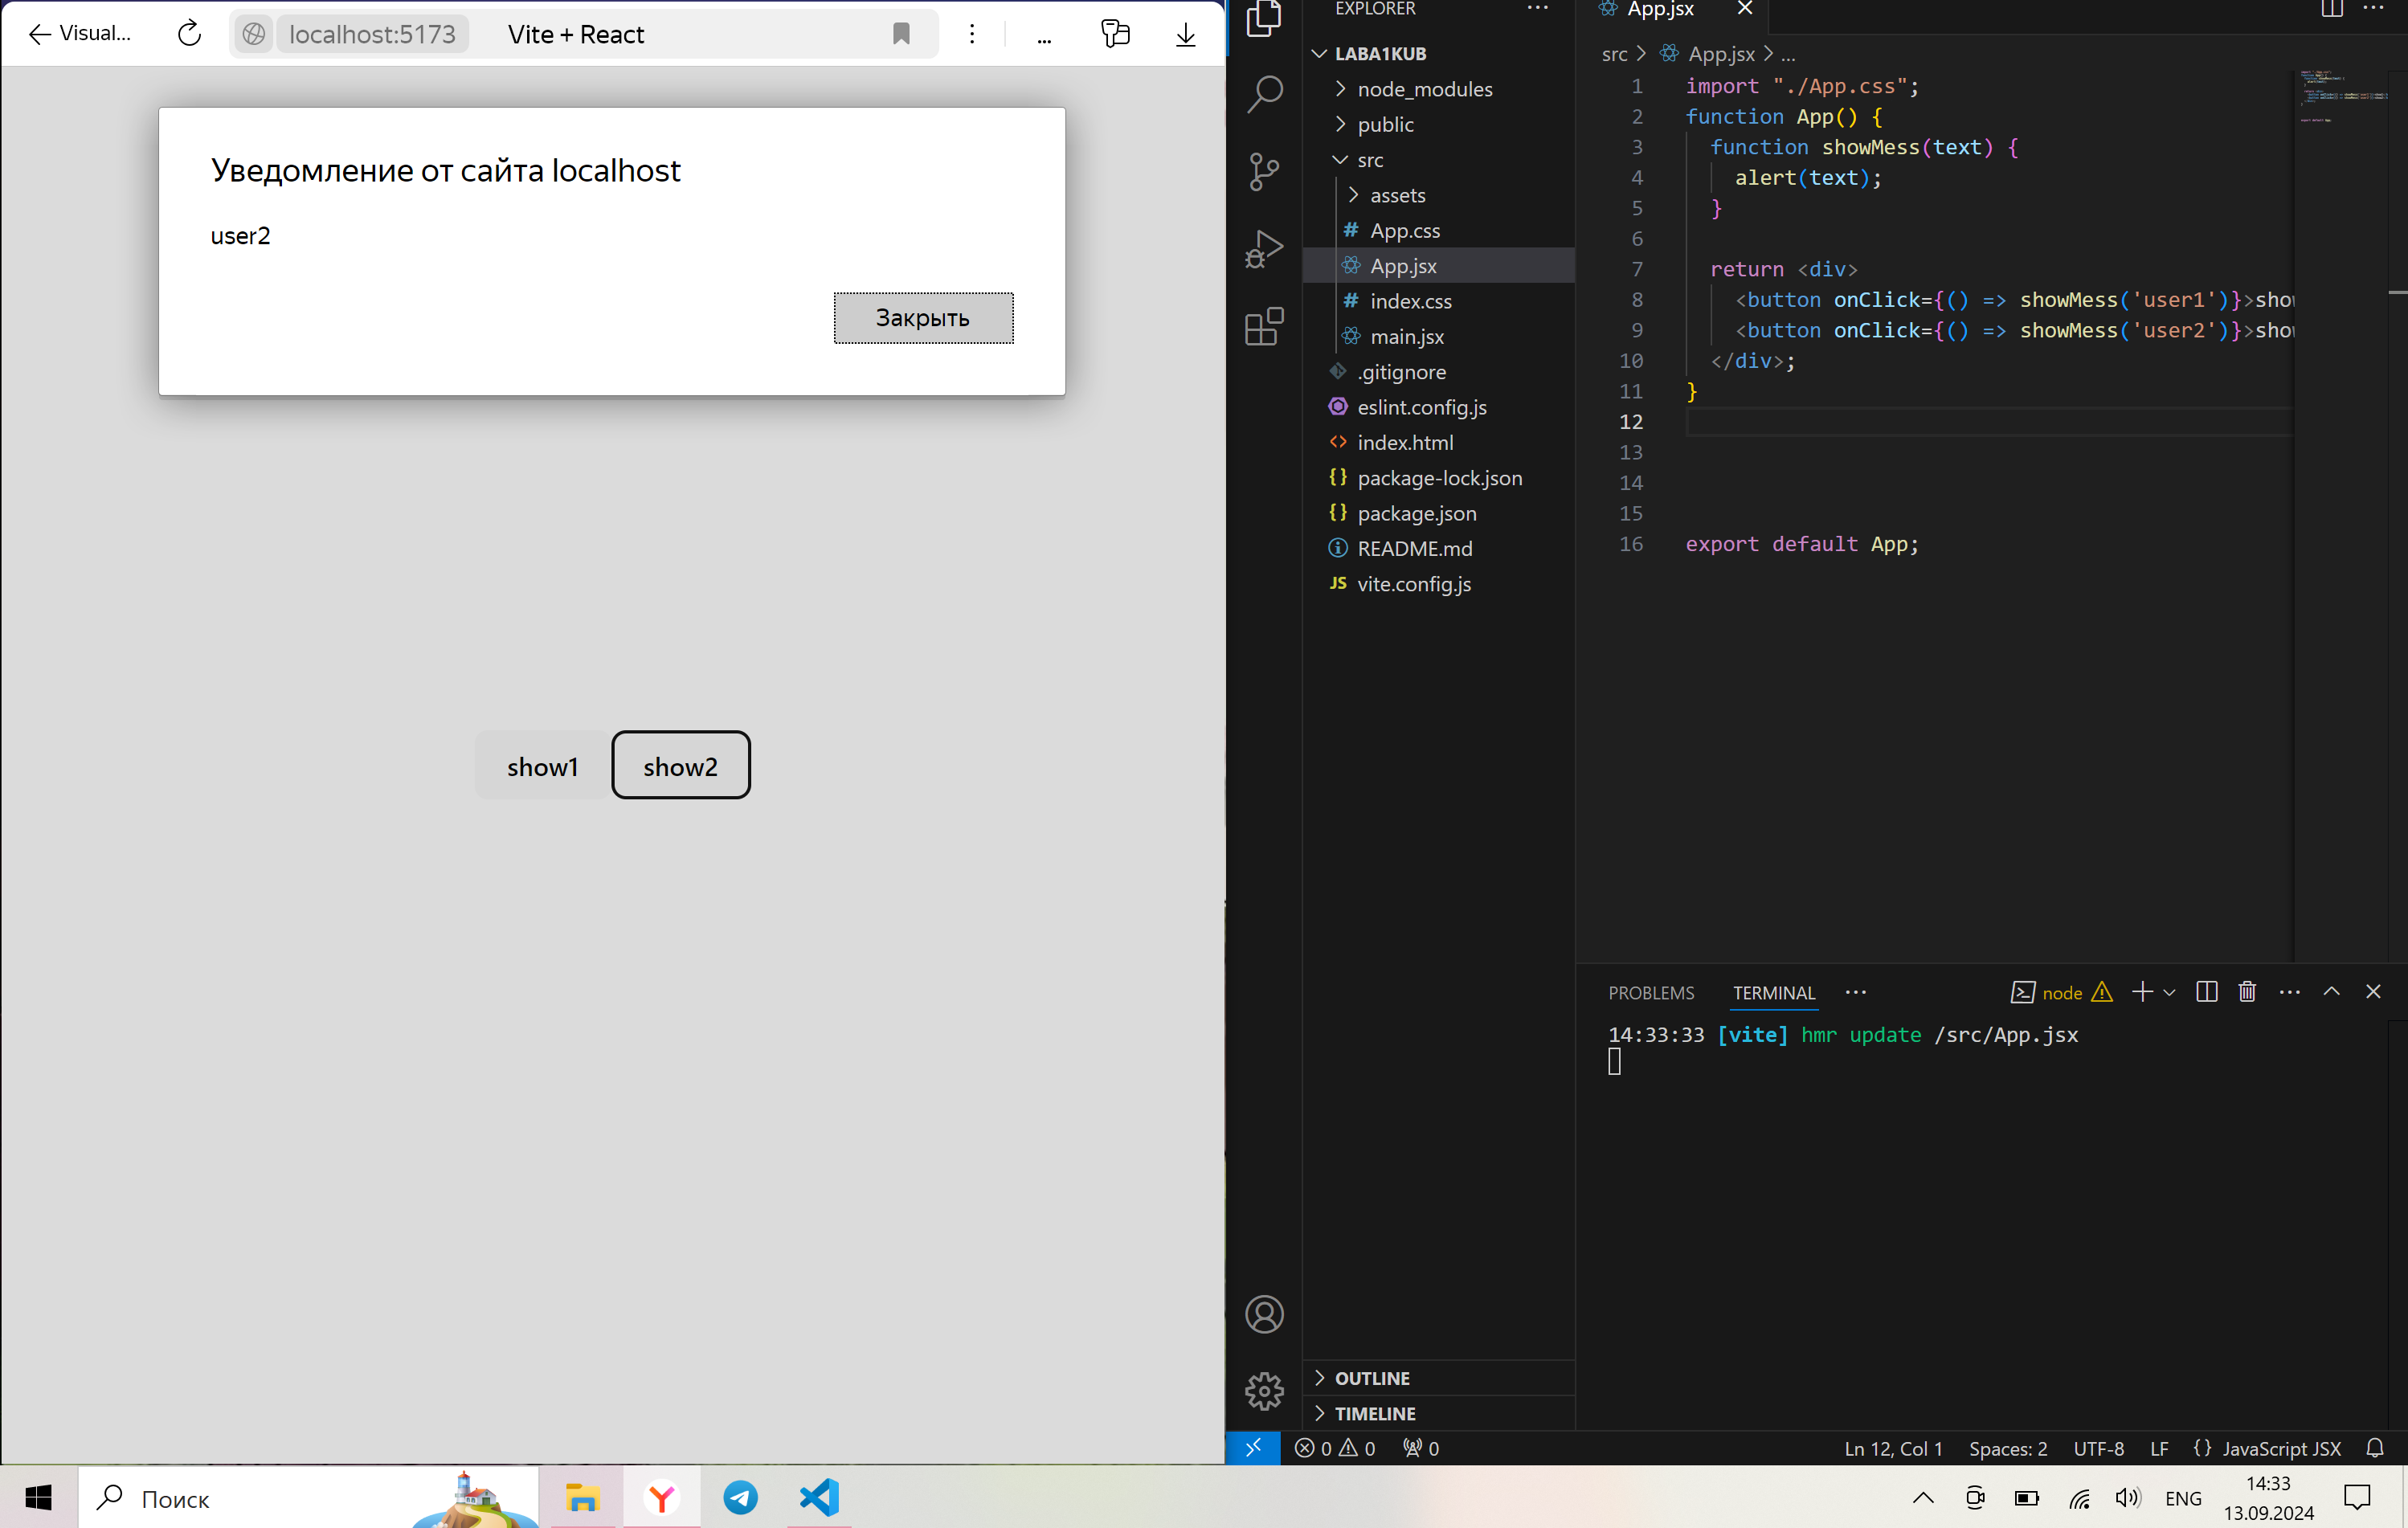 Visual...
localhost:5173
Vite + React
Уведомление от сайта localhost
user2
Закрыть
show1
show2
EXPLORER
LABA1KUB
node_modules
public
src
assets
# App.css
App.jsx
# index.css
main.jsx
.gitignore
eslint.config.js
<> index.html
{} package-lock.json
{} package.json
README.md
JS vite.config.js
App.jsx
src > App.jsx > ...
1 import "./App.css";
2 function App() {
3 function showMess(text) {
4 alert(text);
5 }
6
7 return <div>
8 <button onClick={() => showMess('user1')}>sho
9 <button onClick={() => showMess('user2')}>sho
10 </div>;
11 }
12
13
14
15
16 export default App;
PROBLEMS
TERMINAL
node
14:33:33 [vite] hmr update /src/App.jsx
OUTLINE
TIMELINE
0 0 0
Ln 12, Col 1
Spaces: 2
UTF-8
LF
{} JavaScript JSX
Поиск
ENG
14:33
13.09.2024